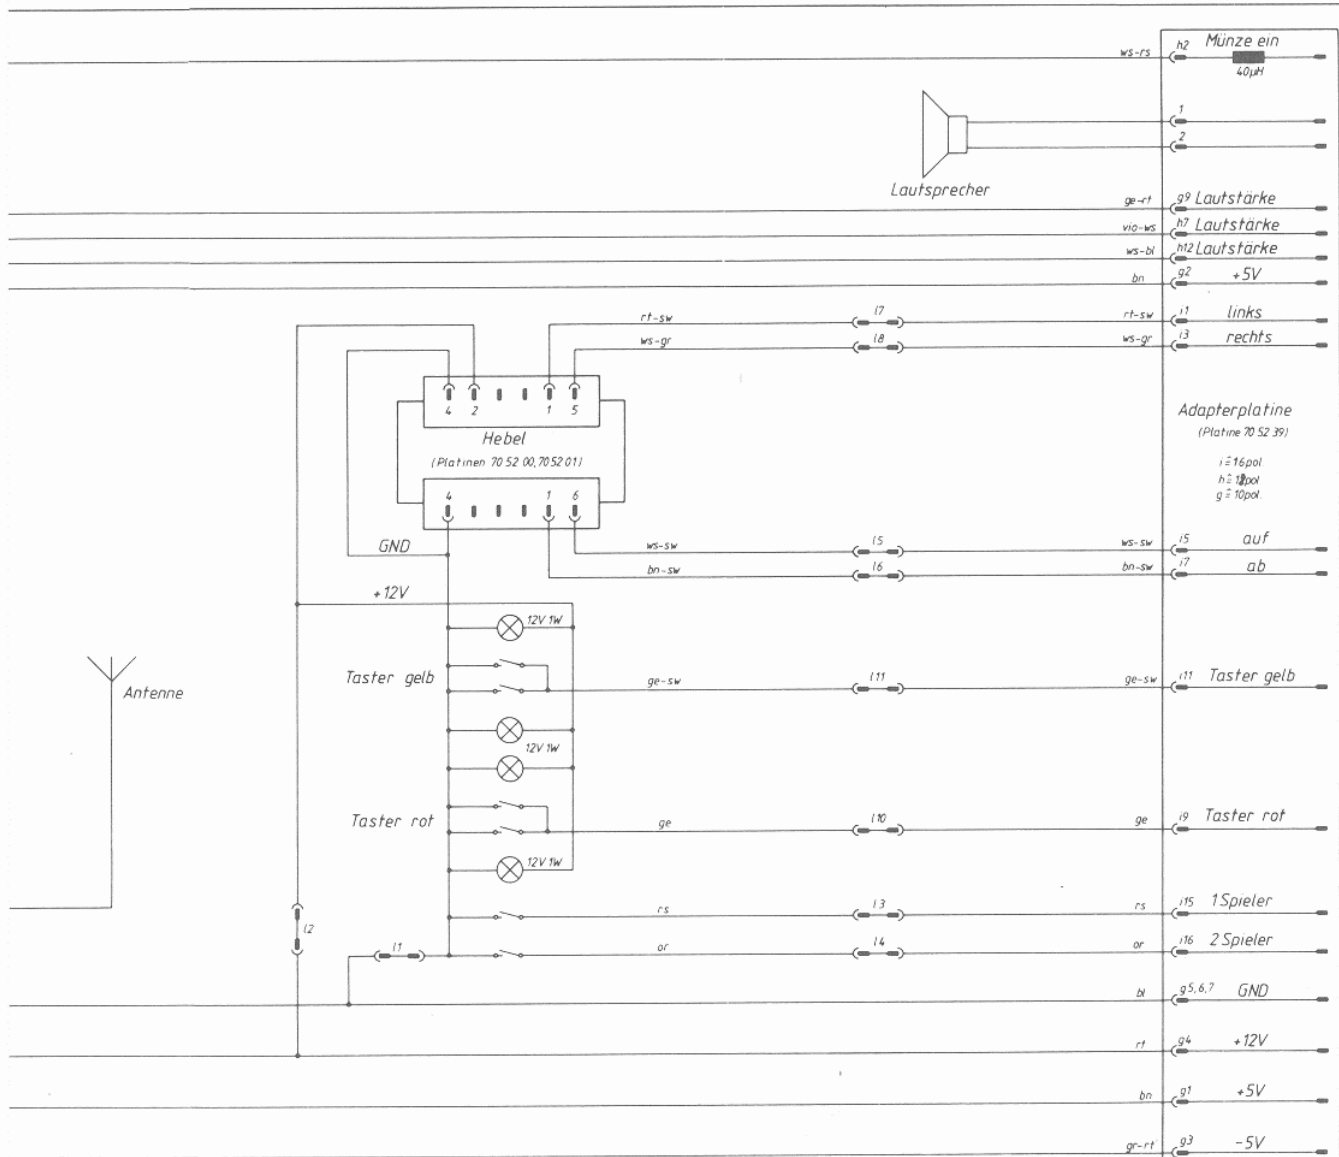 ws-rs h2 Münze ein
40µH
1
2
Lautsprecher
ge-rt g9 Lautstärke
vio-ws h7 Lautstärke
ws-bl h12 Lautstärke
bn g2 +5V
rt-sw l7 rt-sw i1 links
ws-gr l8 ws-gr i3 rechts
4 2 1 5
Hebel
(Platinen 70 52 00, 70 52 01)
4 1 6
Adapterplatine
(Platine 70 52 39)
i ≙ 16pol.
g ≙ 10pol.
GND
ws-sw l5 ws-sw i5 auf
bn-sw l6 bn-sw i7 ab
+12V
12V 1W
Taster gelb
ge-sw l11 ge-sw i11 Taster gelb
Antenne
12V 1W
Taster rot
ge l10 ge i9 Taster rot
12V 1W
rs l3 rs i15 1 Spieler
l2
l1
or l4 or i16 2 Spieler
bl g5,6,7 GND
rt g4 +12V
bn g1 +5V
gr-rt g3 -5V